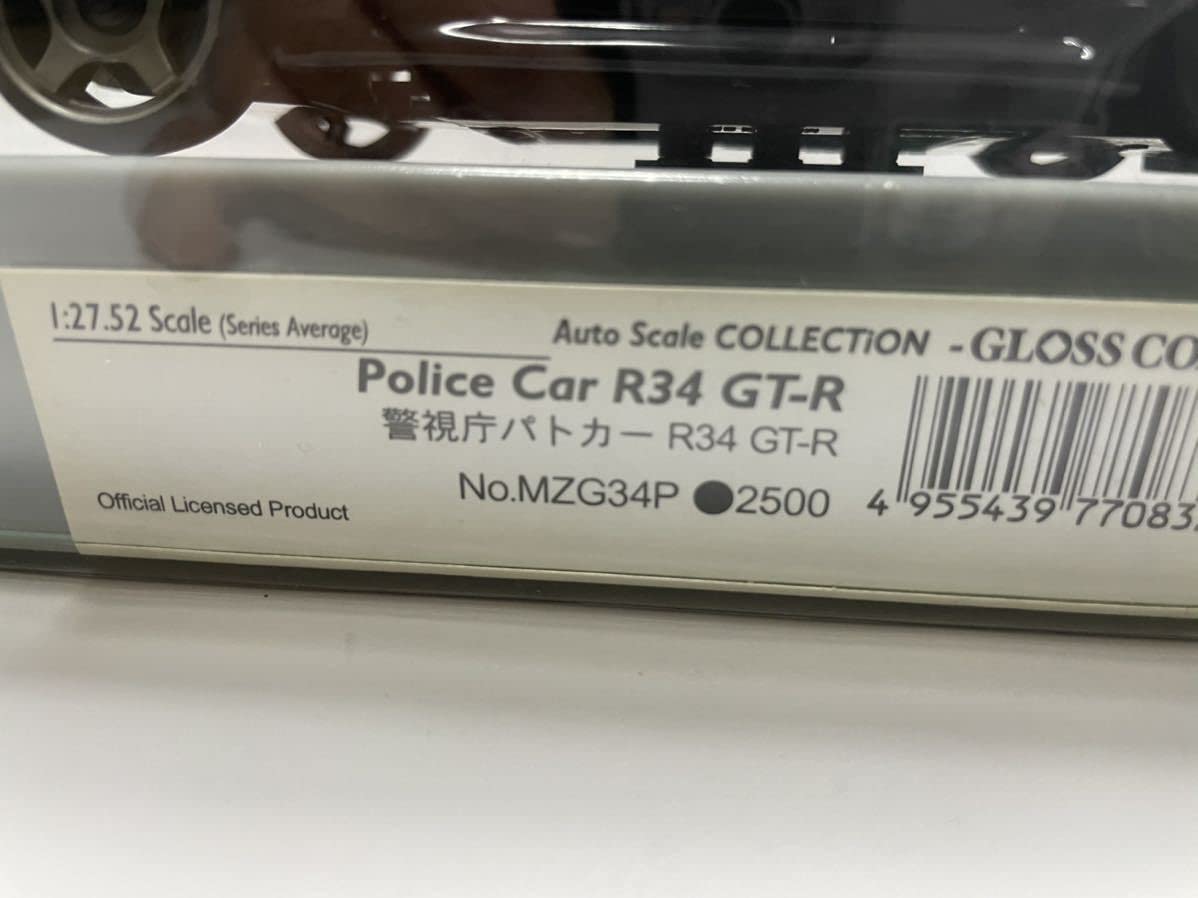 1:27.52 Scale (Series Average)
Auto Scale COLLECTiON -GLOSS CO
Police Car R34 GT-R
警視庁パトカー R34 GT-R
No.MZG34P ●2500
Official Licensed Product
4 955439 77083